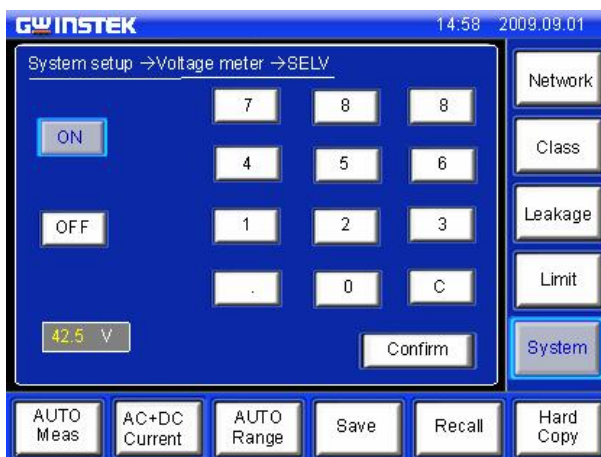 GWINSTEK 14:58 2009.09.01
System setup →Voltage meter →SELV
ON
OFF
42.5 V
7 8 8
4 5 6
1 2 3
. 0 C
Confirm
Network
Class
Leakage
Limit
System
AUTO
Meas
AC+DC
Current
AUTO
Range
Save
Recall
Hard
Copy